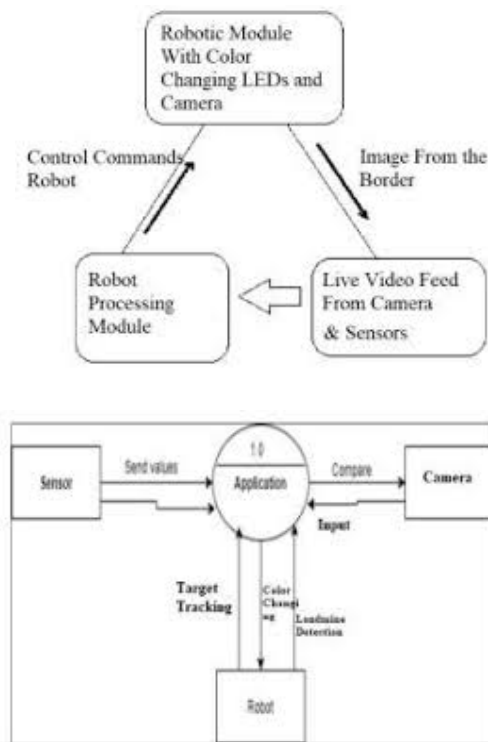 Robotic Module
With Color
Changing LEDs and
Camera
Control Commands
Robot
Image From the
Border
Robot
Processing
Module
Live Video Feed
From Camera
& Sensors
1.0
Application
Sensor
Send values
Compare
Camera
Input
Target
Tracking
Color
Changi
ng
Landmine
Detection
Robot